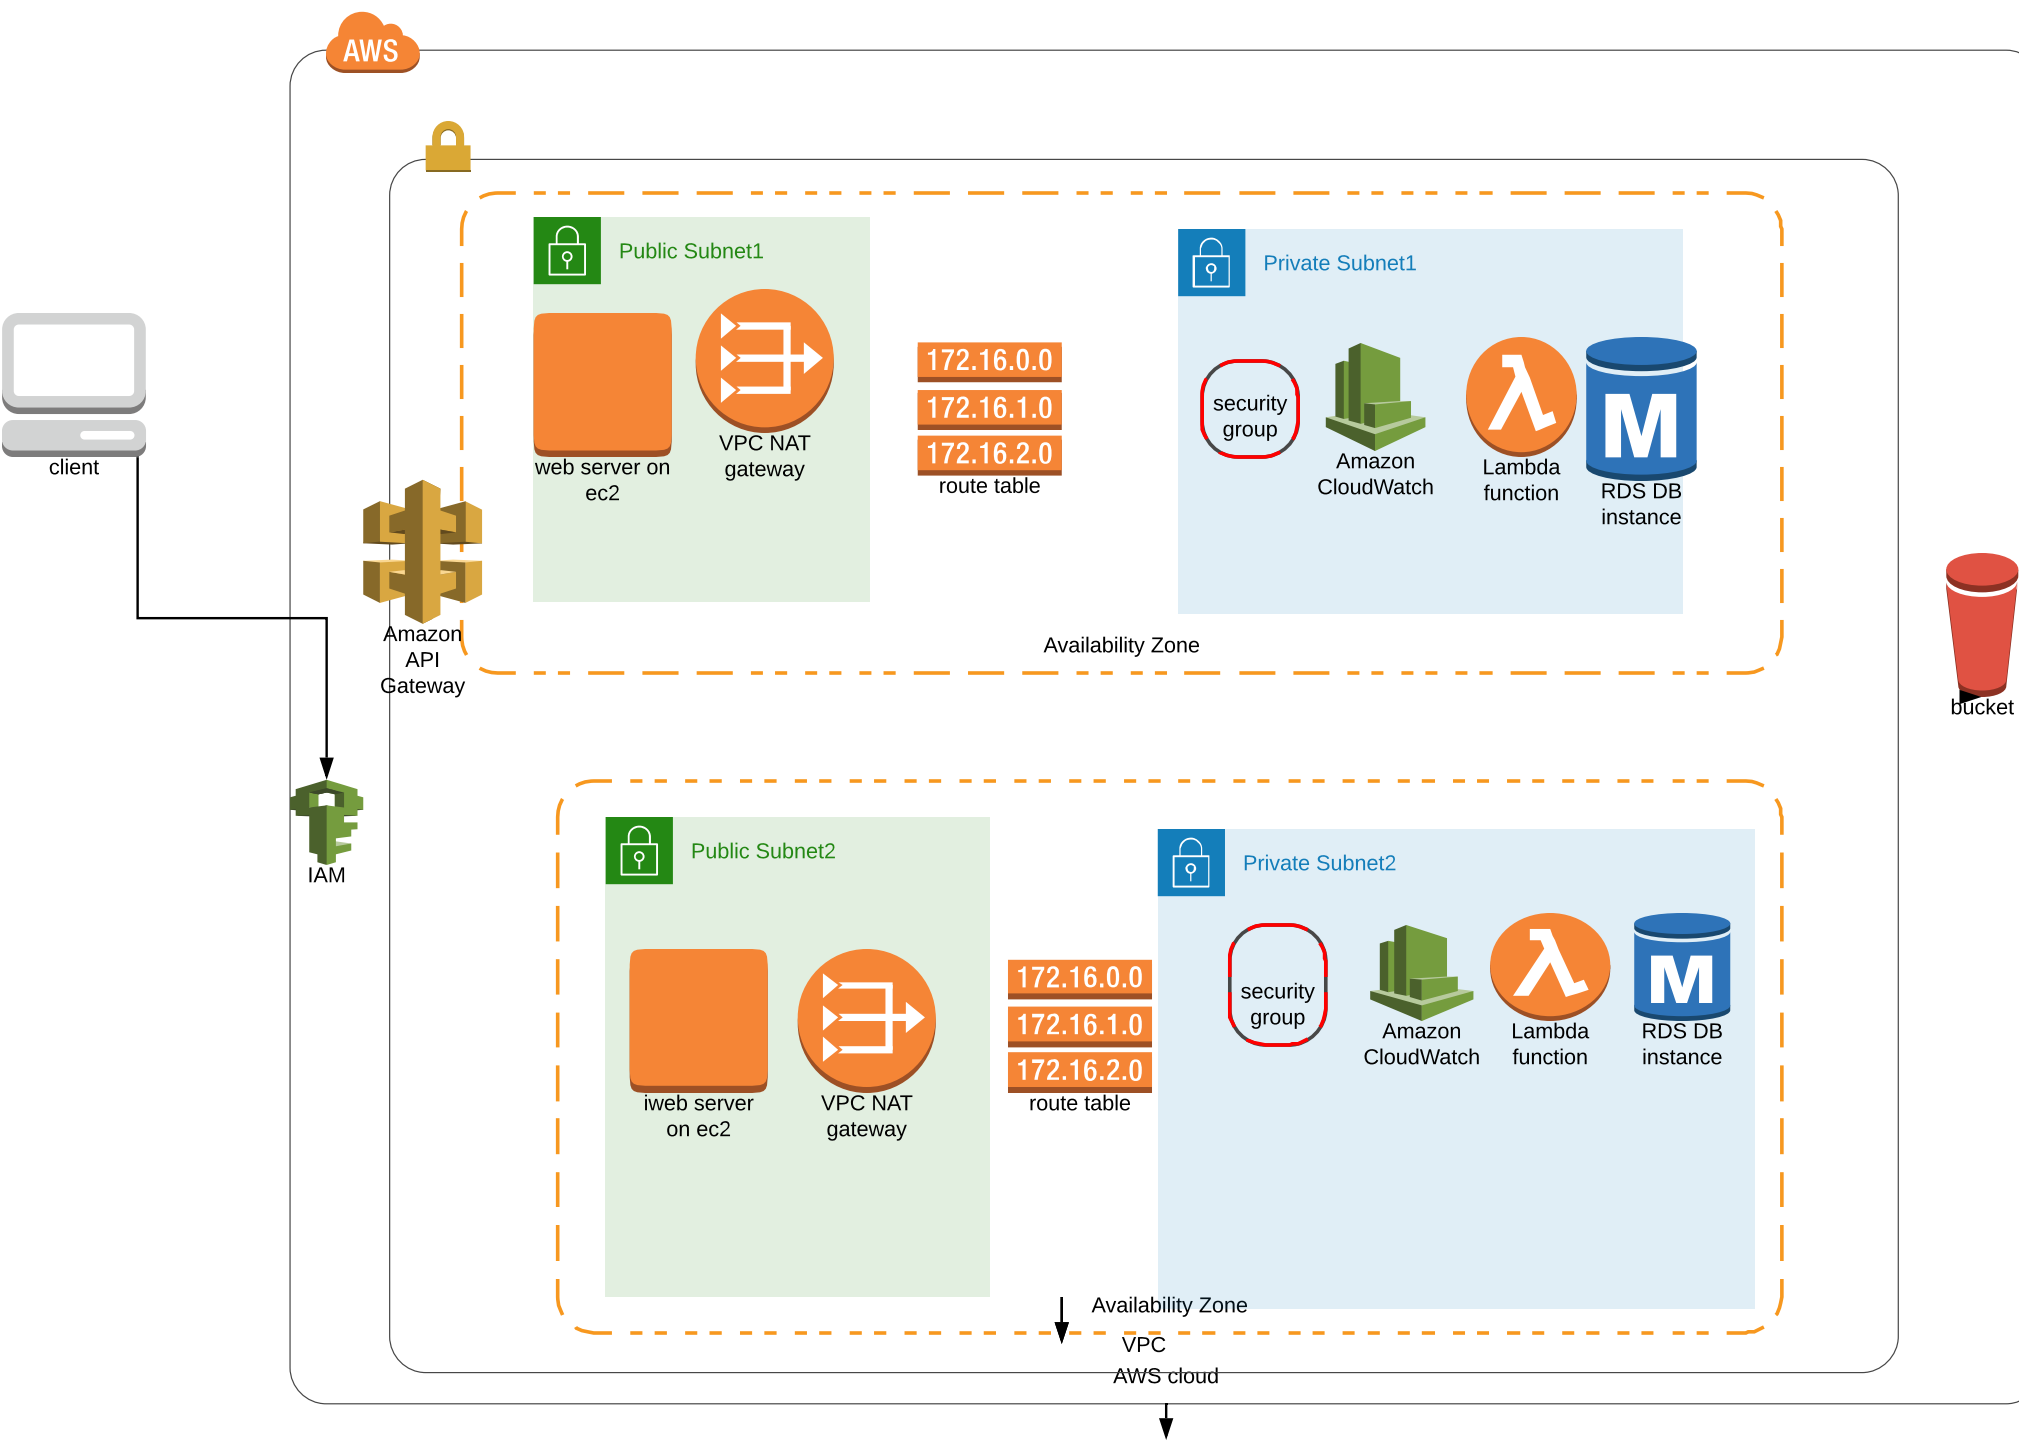 AWS
Public Subnet1
Private Subnet1
client
web server on
ec2
VPC NAT
gateway
172.16.0.0
172.16.1.0
172.16.2.0
route table
security
group
Amazon
CloudWatch
Lambda
function
M
RDS DB
instance
Amazon
API
Gateway
Availability Zone
bucket
IAM
Public Subnet2
Private Subnet2
iweb server
on ec2
VPC NAT
gateway
172.16.0.0
172.16.1.0
172.16.2.0
route table
security
group
Amazon
CloudWatch
Lambda
function
M
RDS DB
instance
Availability Zone
VPC
AWS cloud